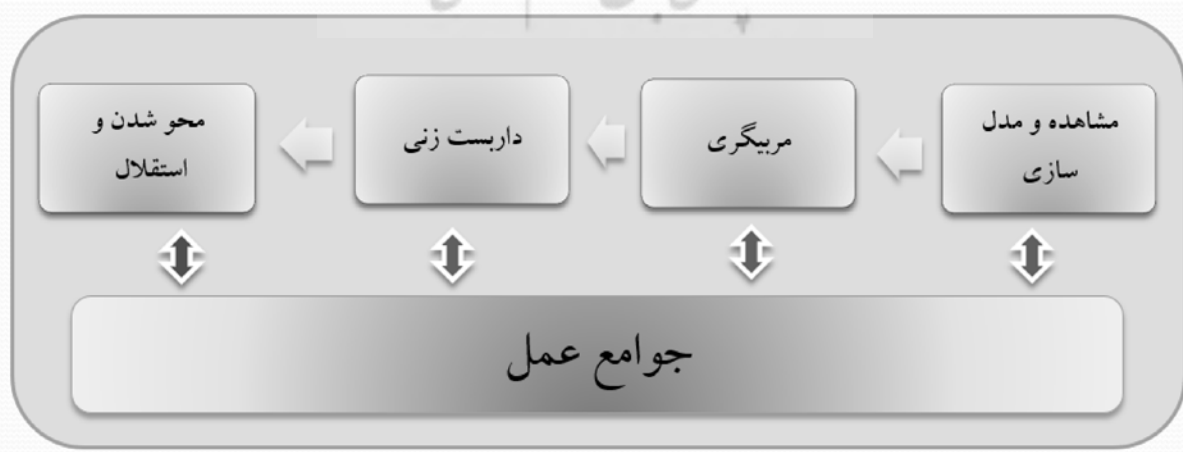 مشاهده و مدل
سازی
مربیگری
داربست زنی
محو شدن و
استقلال
جوامع عمل